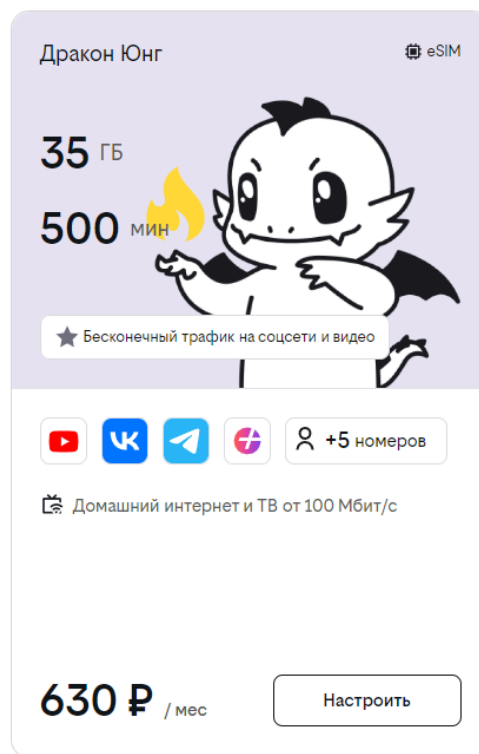 Дракон Юнг
eSIM
35 ГБ
500 мин
Бесконечный трафик на соцсети и видео
+5 номеров
Домашний интернет и ТВ от 100 Мбит/с
630 ₽ / мес
Настроить